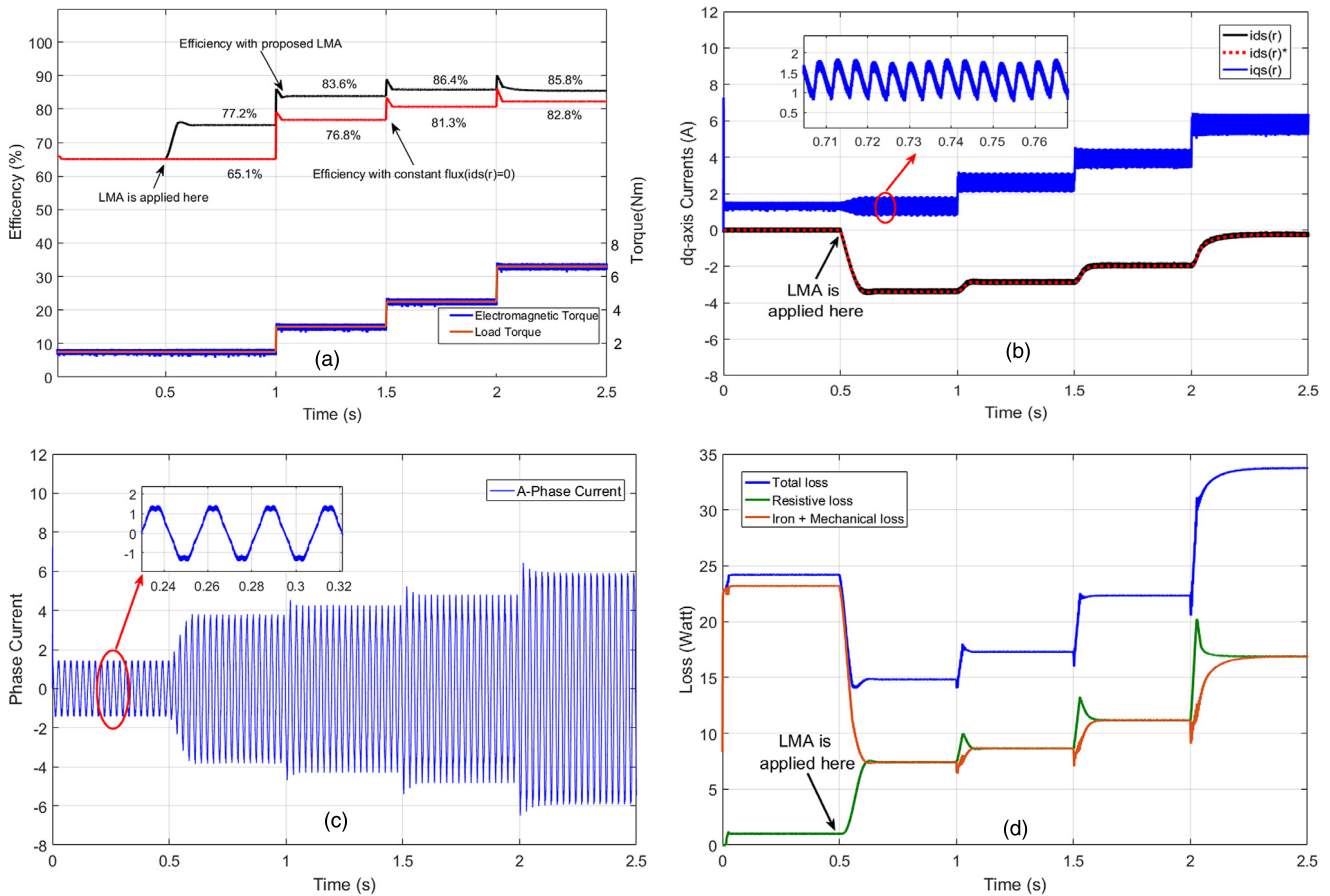 100
90
80
70
60
50
40
30
20
10
0
Efficency (%)
Efficiency with proposed LMA
77.2%
83.6%
86.4%
85.8%
65.1%
76.8%
81.3%
82.8%
LMA is applied here
Efficiency with constant flux(ids(r)=0)
8
6
4
2
Torque(Nm)
Electromagnetic Torque
Load Torque
(a)
0.5
1
1.5
2
2.5
Time (s)
12
10
8
6
4
2
0
-2
-4
-6
-8
dq-axis Currents (A)
2
1.5
1
0.5
0.71 0.72 0.73 0.74 0.75 0.76
ids(r)
ids(r)*
iqs(r)
LMA is
applied here
(b)
0 0.5 1 1.5 2 2.5
Time (s)
12
10
8
6
4
2
0
-2
-4
-6
-8
Phase Current
2
1
0
-1
0.24 0.26 0.28 0.3 0.32
A-Phase Current
(c)
0 0.5 1 1.5 2 2.5
Time (s)
35
30
25
20
15
10
5
0
Loss (Watt)
Total loss
Resistive loss
Iron + Mechanical loss
LMA is
applied here
(d)
0 0.5 1 1.5 2 2.5
Time (s)